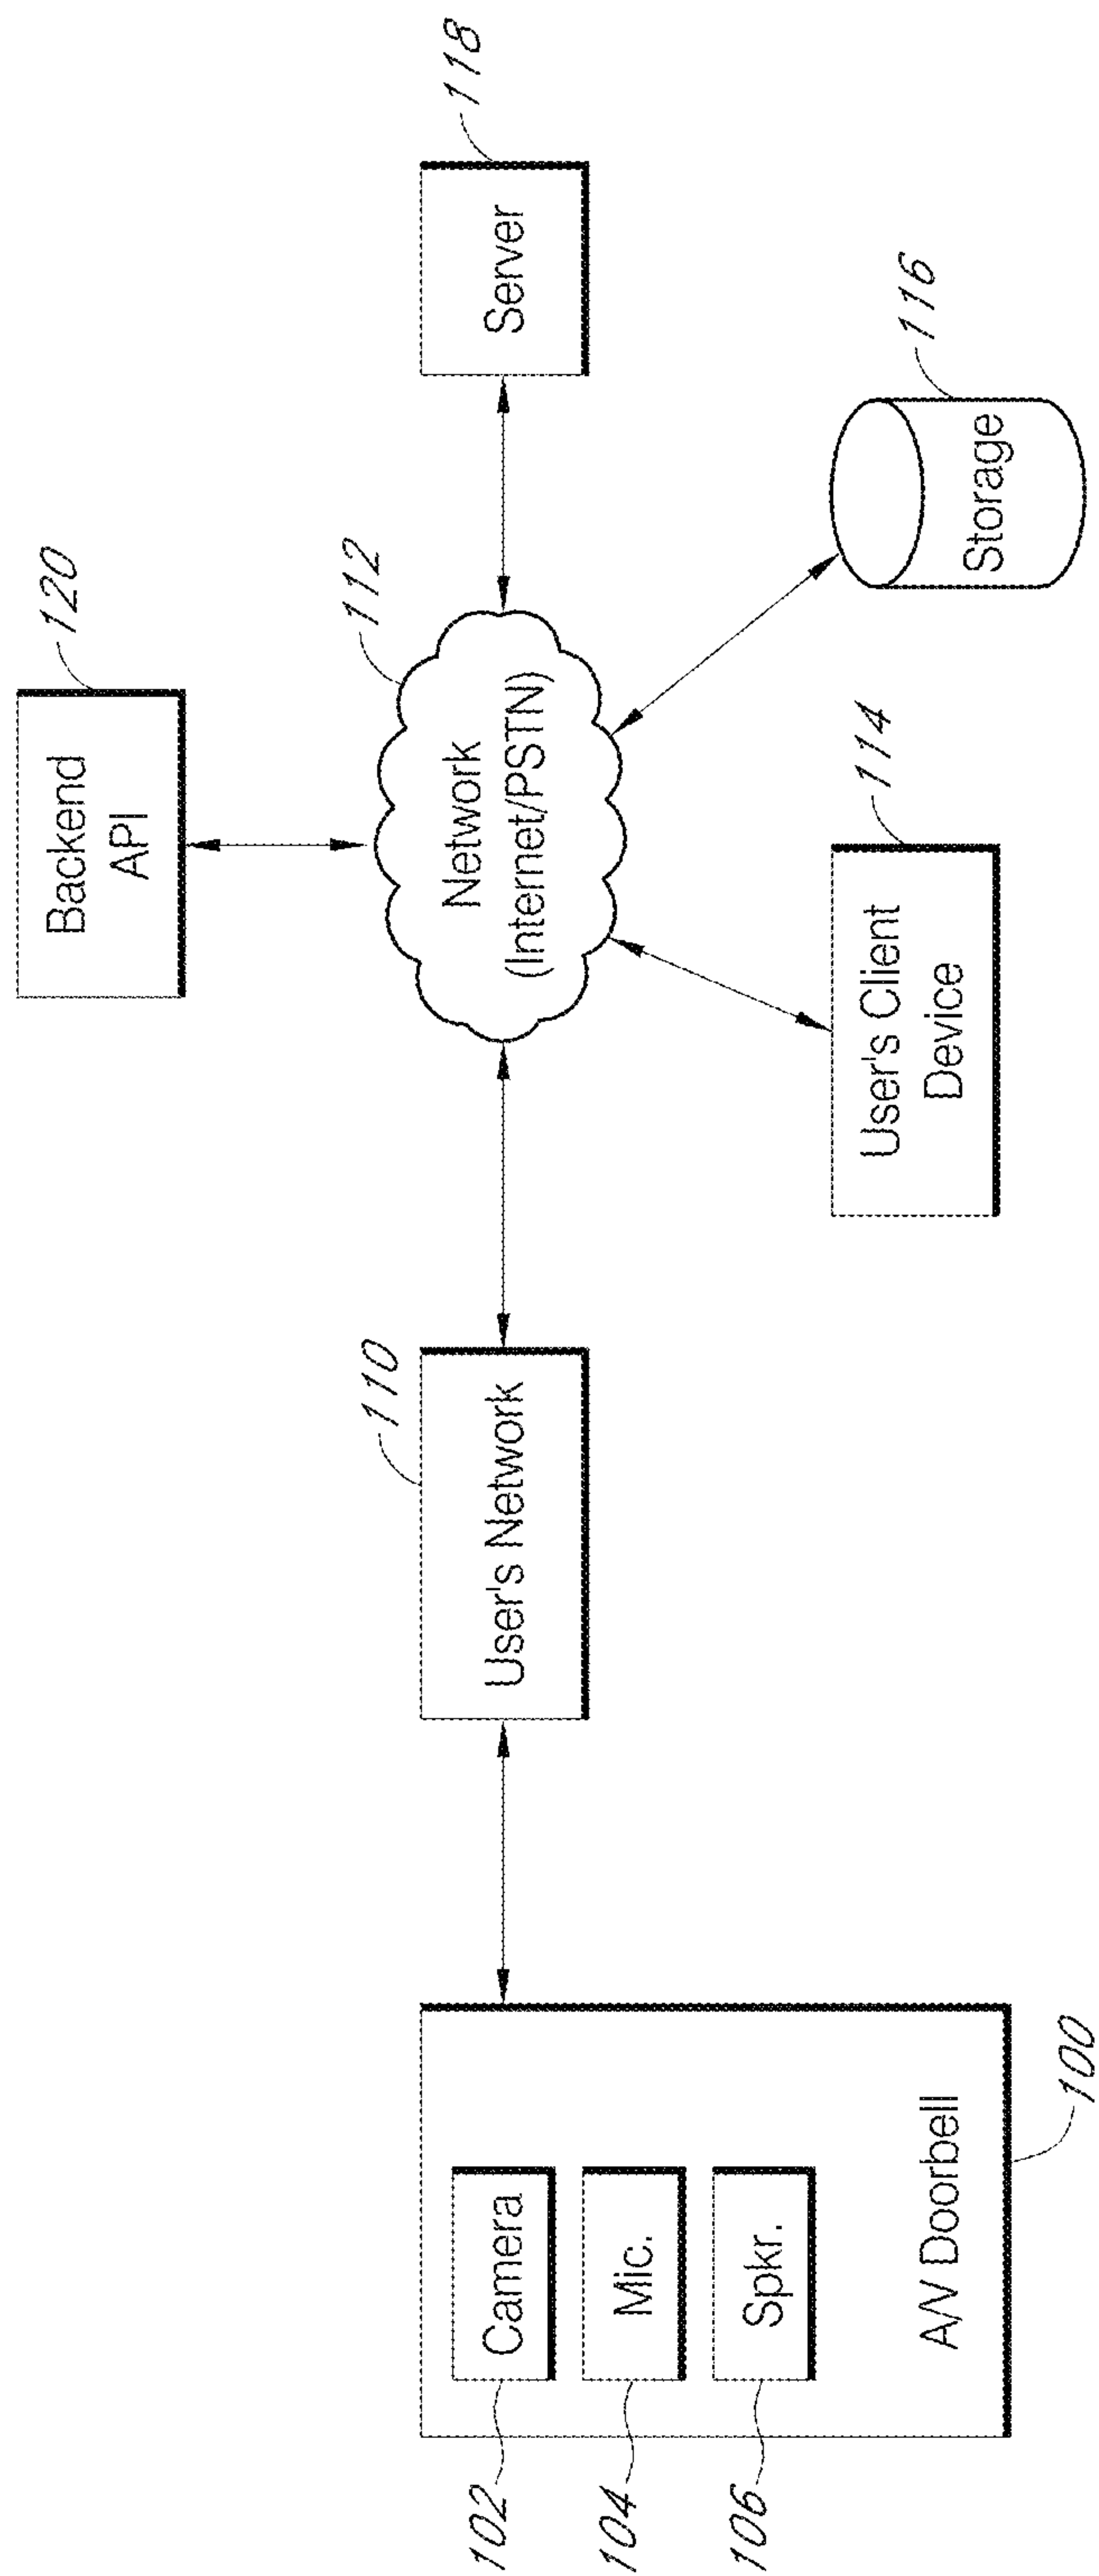 Backend
API
120
Camera
102
Mic.
104
Spkr.
106
A/V Doorbell
100
User's Network
110
Network
(Internet/PSTN)
112
Server
118
User's Client
Device
114
Storage
116